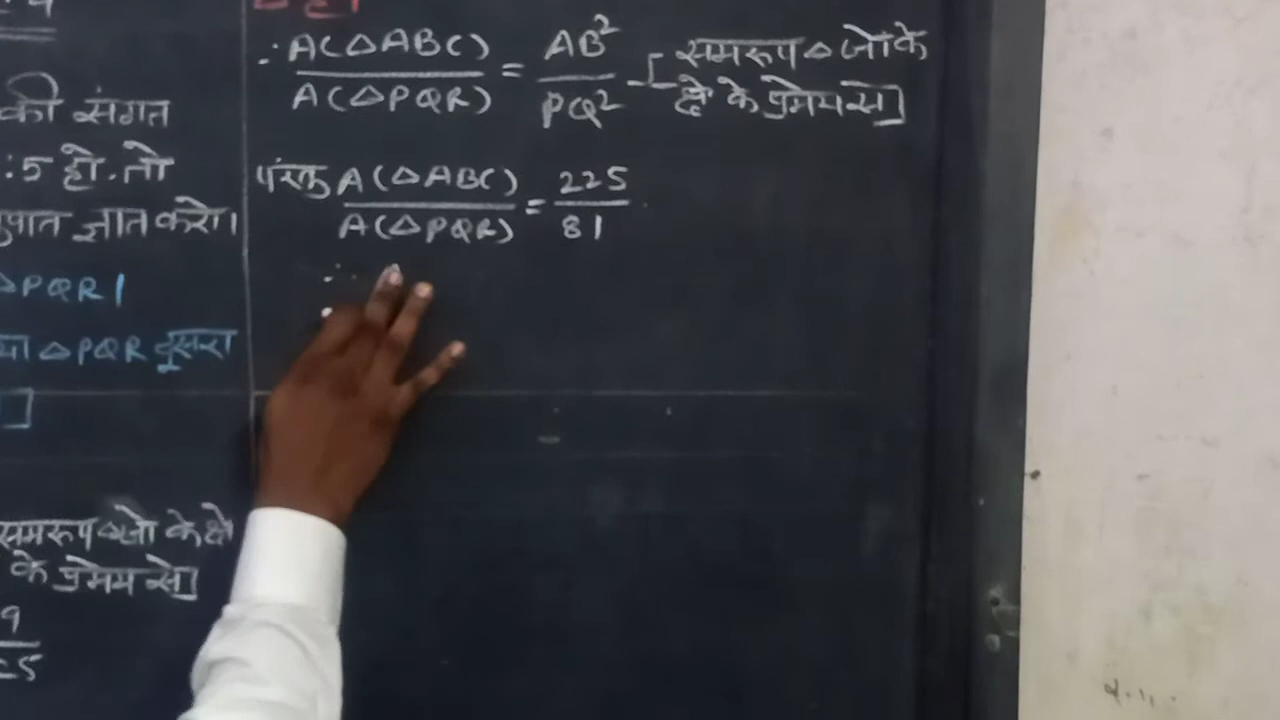 की संगत
:5 हो.तो
ज्ञात करो।
△PQR।
△PQR दूसरा
]
समरूप △जो के क्षे
के प्रमेय से]
9
25
है।
∴ A(△ABC) / A(△PQR) = AB² / PQ² — [समरूप △जो के
क्षे के प्रमेय से]
परंतु A(△ABC) / A(△PQR) = 225 / 81
∴